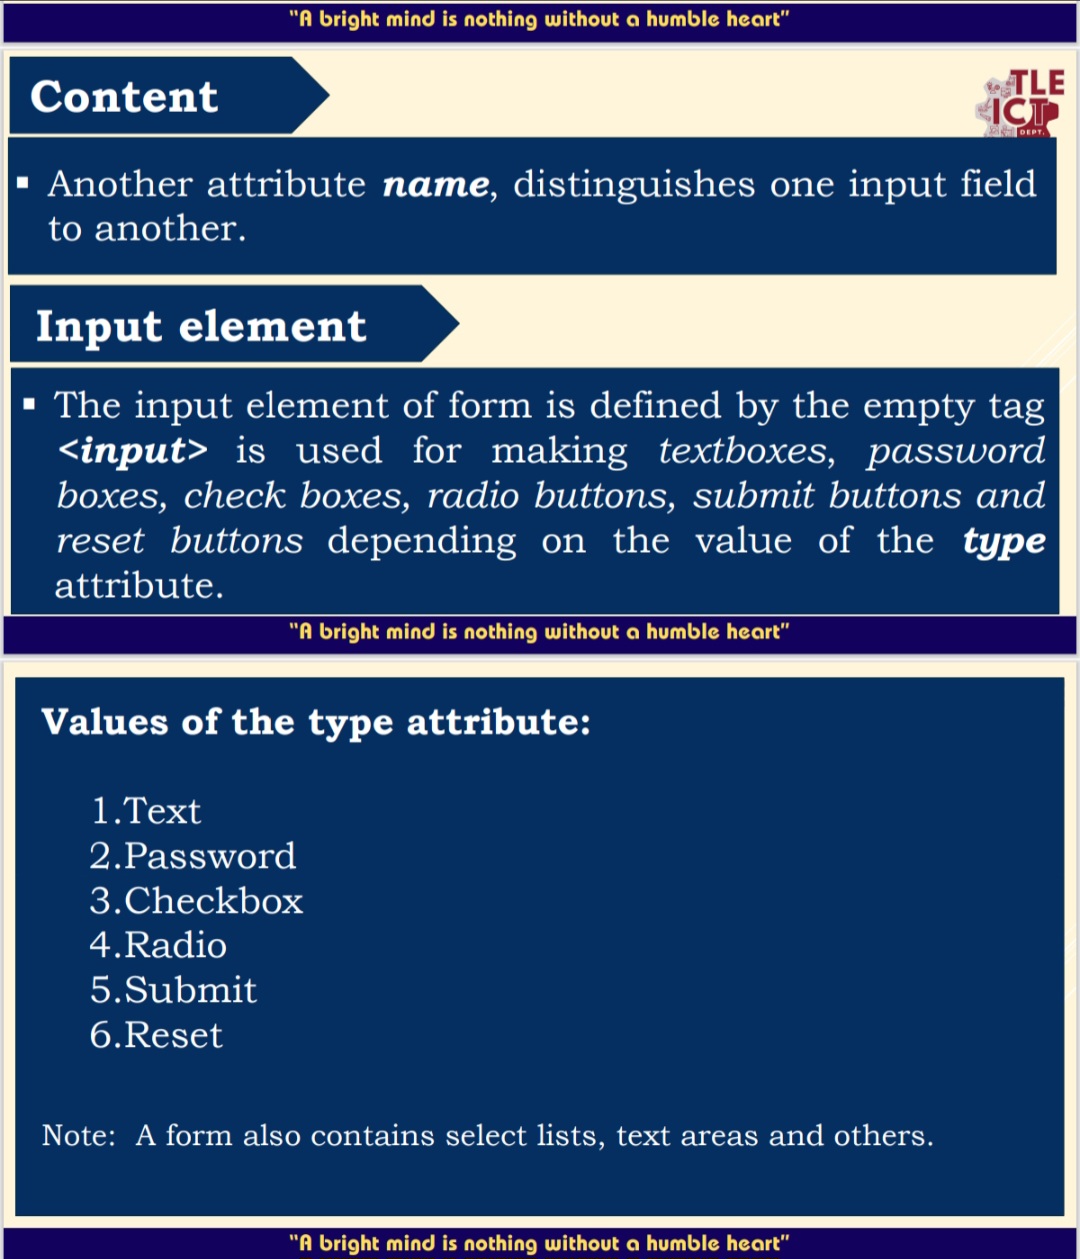 "A bright mind is nothing without a humble heart"
Content
TLE
ICT
DEPT.
▪ Another attribute name, distinguishes one input field
to another.
Input element
▪ The input element of form is defined by the empty tag
<input> is used for making textboxes, password
boxes, check boxes, radio buttons, submit buttons and
reset buttons depending on the value of the type
attribute.
"A bright mind is nothing without a humble heart"
Values of the type attribute:
1.Text
2.Password
3.Checkbox
4.Radio
5.Submit
6.Reset
Note: A form also contains select lists, text areas and others.
"A bright mind is nothing without a humble heart"